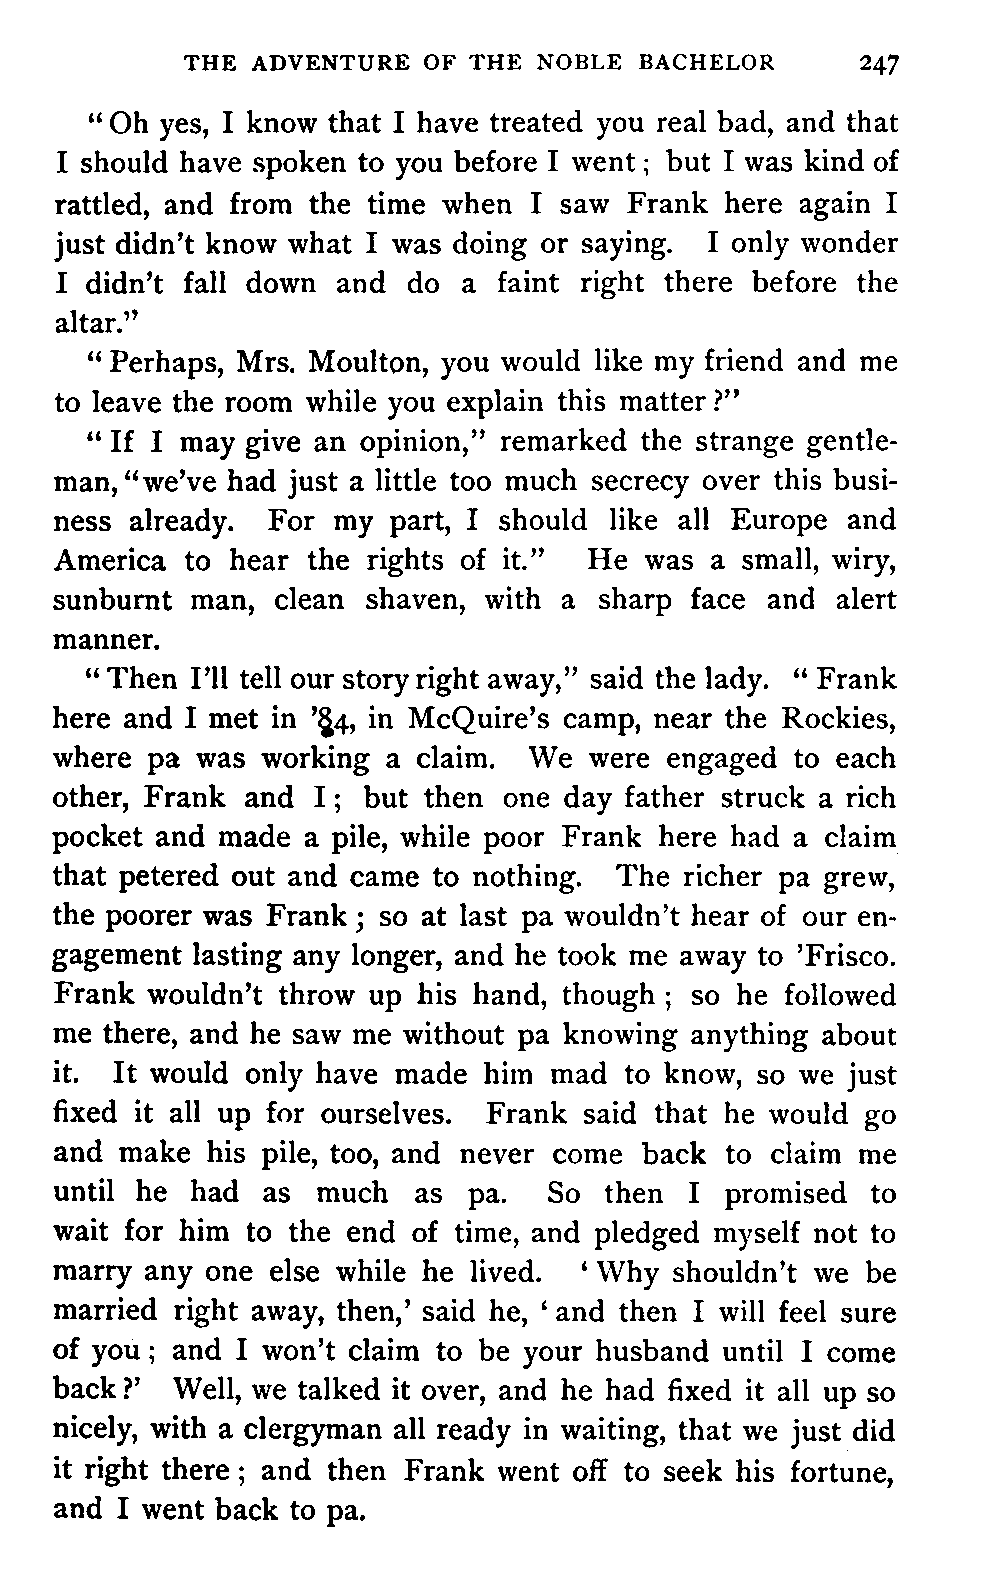 THE ADVENTURE OF THE NOBLE BACHELOR 247
“Oh yes, I know that I have treated you real bad, and that
I should have spoken to you before I went; but I was kind of
rattled, and from the time when I saw Frank here again I
just didn’t know what I was doing or saying. I only wonder
I didn’t fall down and do a faint right there before the
altar.”
“Perhaps, Mrs. Moulton, you would like my friend and me
to leave the room while you explain this matter?”
“If I may give an opinion,” remarked the strange gentle-
man, “we’ve had just a little too much secrecy over this busi-
ness already. For my part, I should like all Europe and
America to hear the rights of it.” He was a small, wiry,
sunburnt man, clean shaven, with a sharp face and alert
manner.
“Then I’ll tell our story right away,” said the lady. “Frank
here and I met in ’84, in McQuire’s camp, near the Rockies,
where pa was working a claim. We were engaged to each
other, Frank and I; but then one day father struck a rich
pocket and made a pile, while poor Frank here had a claim
that petered out and came to nothing. The richer pa grew,
the poorer was Frank; so at last pa wouldn’t hear of our en-
gagement lasting any longer, and he took me away to ’Frisco.
Frank wouldn’t throw up his hand, though; so he followed
me there, and he saw me without pa knowing anything about
it. It would only have made him mad to know, so we just
fixed it all up for ourselves. Frank said that he would go
and make his pile, too, and never come back to claim me
until he had as much as pa. So then I promised to
wait for him to the end of time, and pledged myself not to
marry any one else while he lived. ‘Why shouldn’t we be
married right away, then,’ said he, ‘and then I will feel sure
of you; and I won’t claim to be your husband until I come
back?’ Well, we talked it over, and he had fixed it all up so
nicely, with a clergyman all ready in waiting, that we just did
it right there; and then Frank went off to seek his fortune,
and I went back to pa.